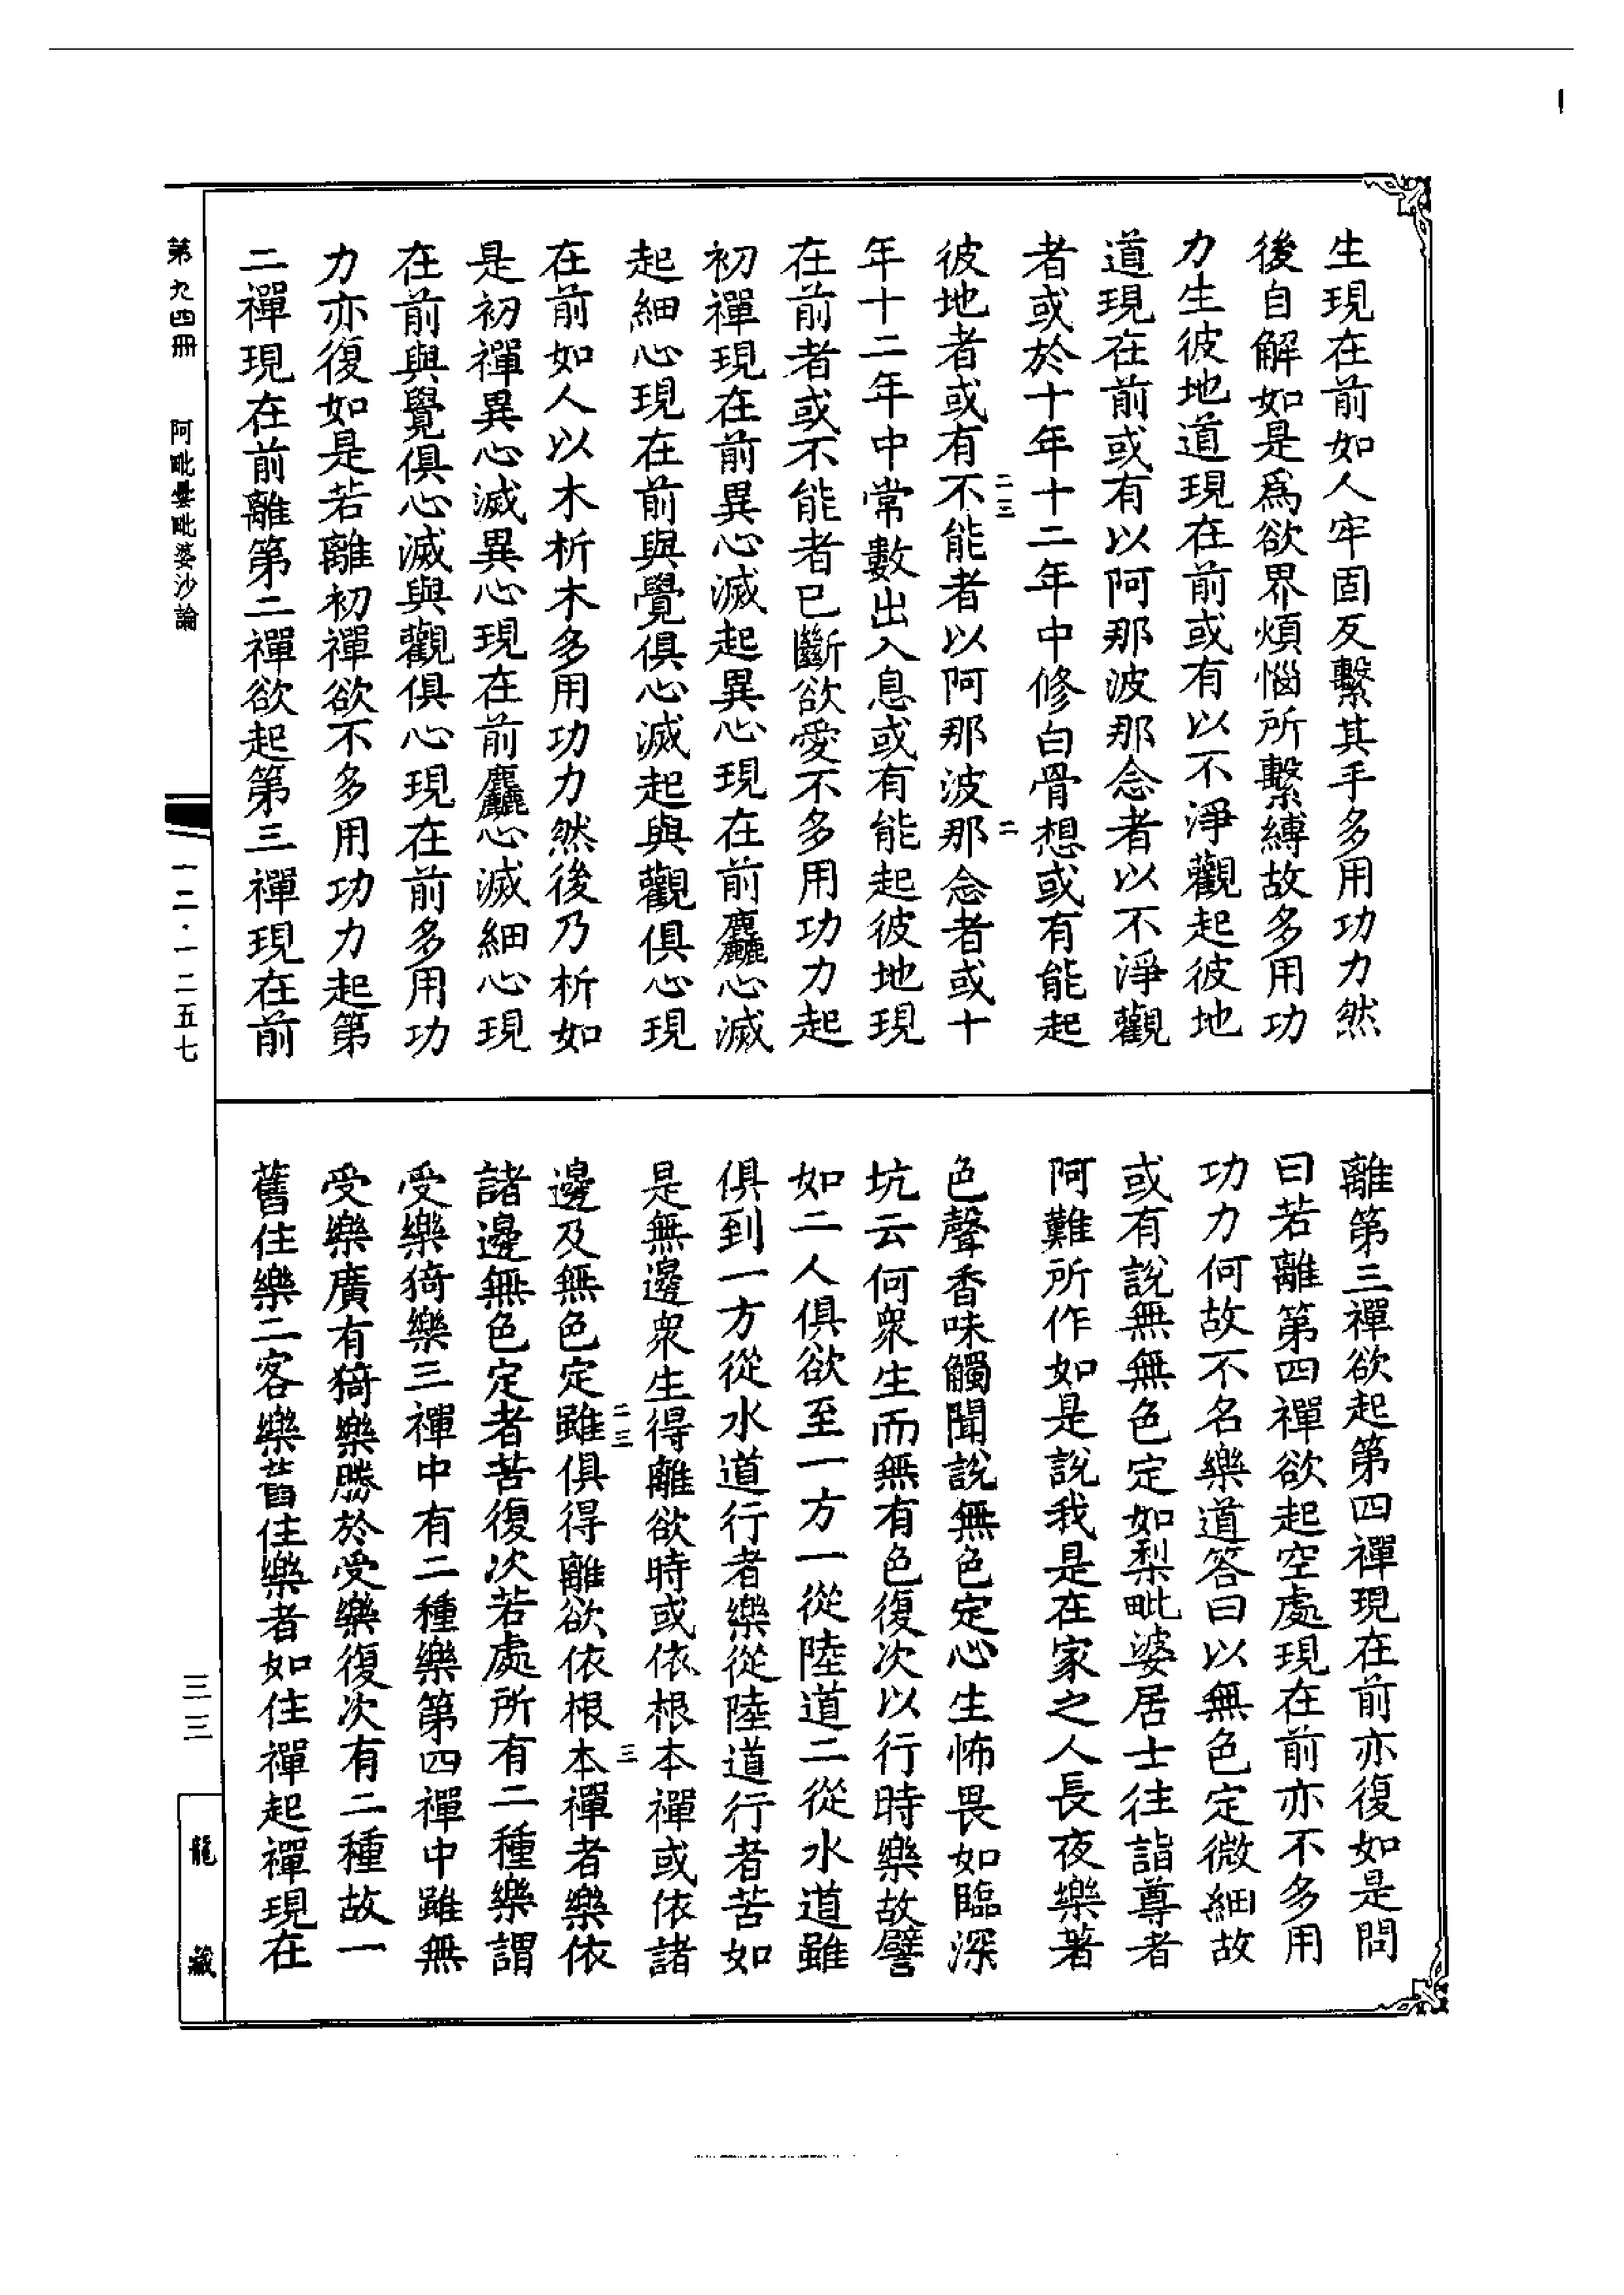 生現在前如人牢固反繫其手多用功力然
後自解如是爲欲界煩惱所繫縛故多用功
力生彼地道現在前或有以不淨觀起彼地
道現在前或有以阿那波那念者以不淨觀
者或於十年十二年中修白骨想或有能起
二三
二
彼地者或有不能者以阿那波那念者或十
年十二年中常數出入息或有能起彼地現
在前者或不能者已斷欲愛不多用功力起
初禪現在前異心滅起異心現在前麤心滅
起細心現在前與覺俱心滅起與觀俱心現
在前如人以木析木多用功力然後乃析如
是初禪異心滅異心現在前麤心滅細心現
在前與覺俱心滅與觀俱心現在前多用功
力亦復如是若離初禪欲不多用功力起第
二禪現在前離第二禪欲起第三禪現在前
離第三禪欲起第四禪現在前亦復如是問
曰若離第四禪欲起空處現在前亦不多用
功力何故不名樂道答曰以無色定微細故
或有說無無色定如梨毗婆居士往詣尊者
阿難所作如是說我是在家之人長夜樂著
色聲香味觸聞說無色定心生怖畏如臨深
坑云何衆生而無有色復次以行時樂故譬
如二人俱欲至一方一從陸道二從水道雖
俱到一方從水道行者樂從陸道行者苦如
是無邊衆生得離欲時或依根本禪或依諸
二三
三
邊及無色定雖俱得離欲依根本禪者樂依
諸邊無色定者苦復次若處所有二種樂謂
受樂猗樂三禪中有二種樂第四禪中雖無
受樂廣有猗樂勝於受樂復次有二種故一
舊住樂二客樂舊住樂者如住禪起禪現在
第九四冊 阿毗曇毗婆沙論
一二·一二五七
三三
龍藏